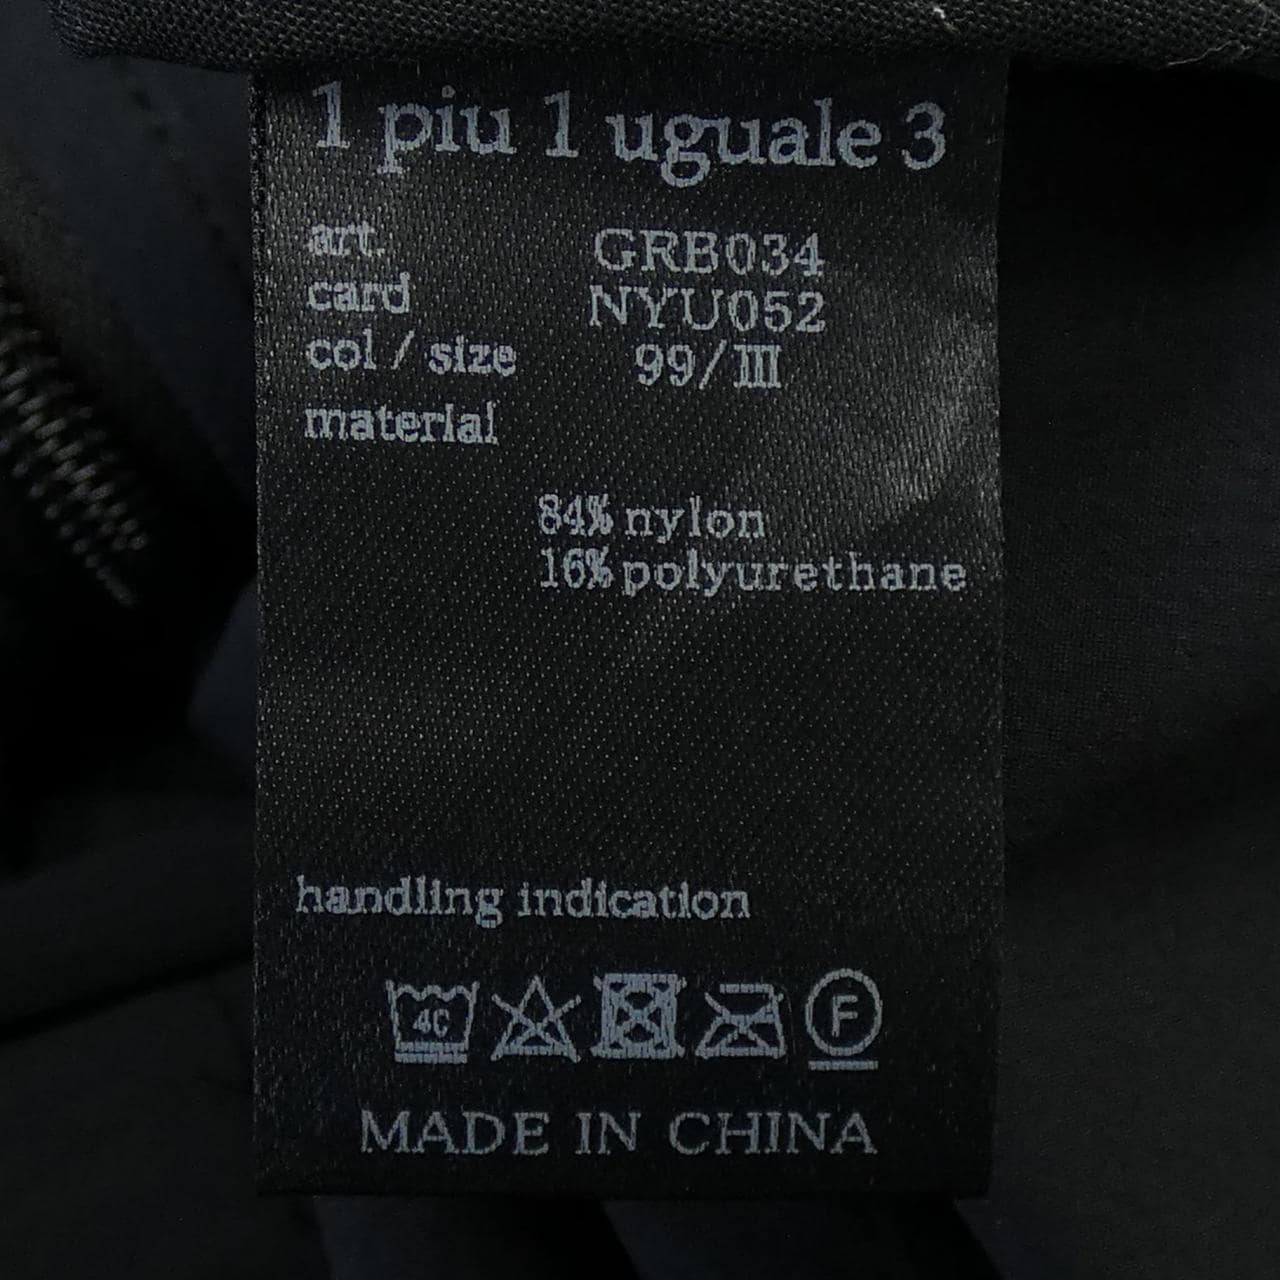 1 piu 1 uguale 3
art. GRB034
card NYU052
col / size 99/III
material
84% nylon
16% polyurethane
handling indication
40 F
MADE IN CHINA